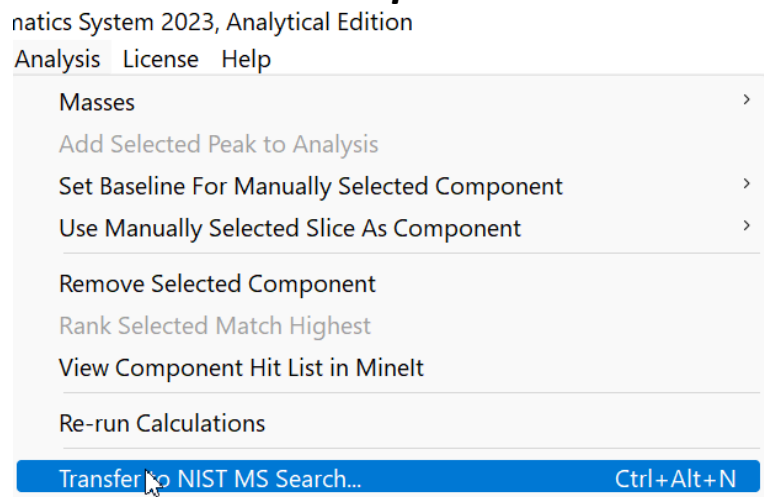 matics System 2023, Analytical Edition
Analysis License Help
Masses
Add Selected Peak to Analysis
Set Baseline For Manually Selected Component
Use Manually Selected Slice As Component
Remove Selected Component
Rank Selected Match Highest
View Component Hit List in MineIt
Re-run Calculations
Transfer to NIST MS Search... Ctrl+Alt+N